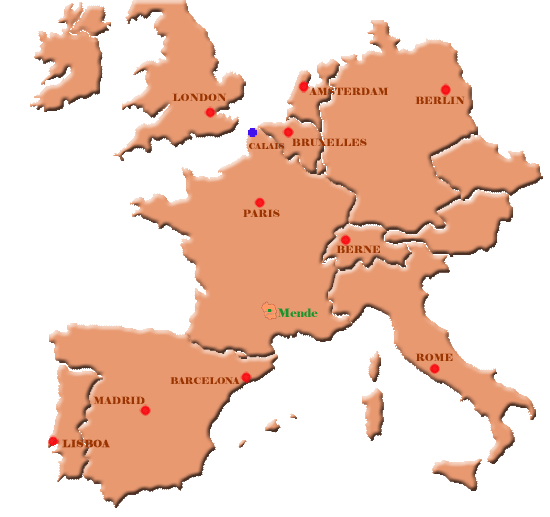 AMSTERDAM
LONDON
BERLIN
BRUXELLES
CALAIS
PARIS
BERNE
Mende
ROME
BARCELONA
MADRID
LISBOA